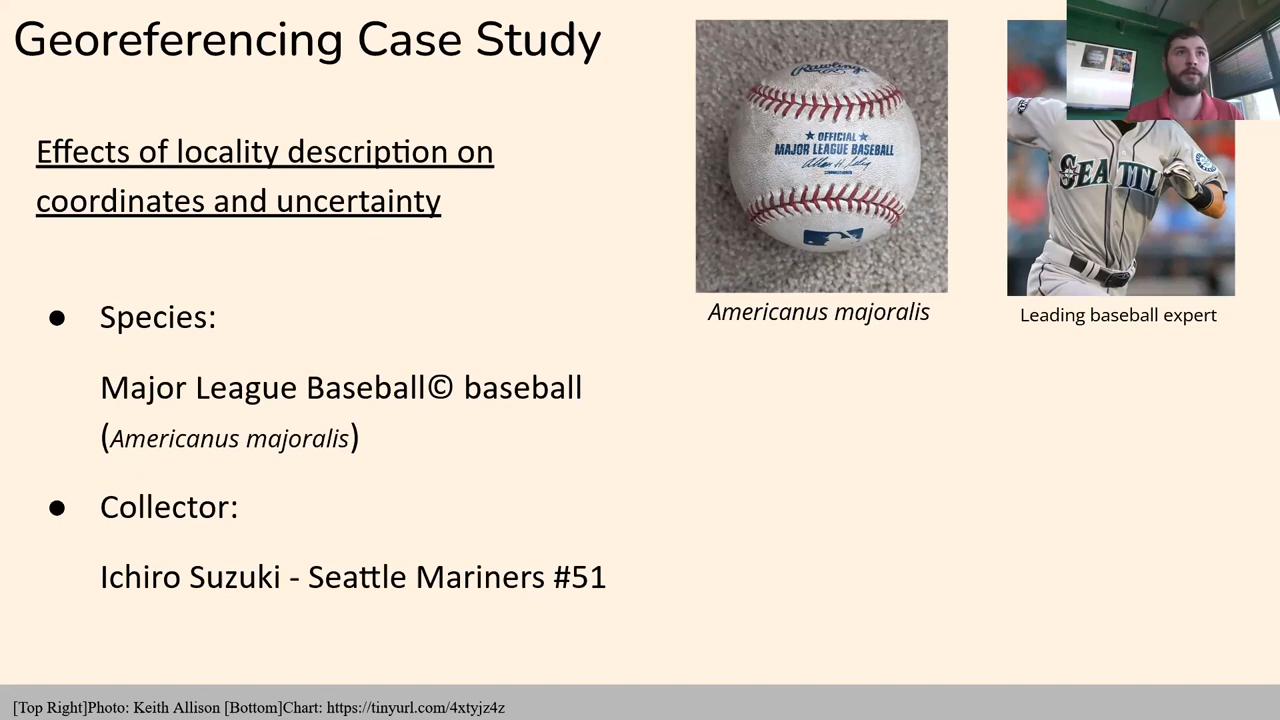 Georeferencing Case Study
Effects of locality description on
coordinates and uncertainty
● Species:
Major League Baseball© baseball
(Americanus majoralis)
● Collector:
Ichiro Suzuki - Seattle Mariners #51
Rawlings
★ OFFICIAL ★
MAJOR LEAGUE BASEBALL
Americanus majoralis
SEATTL
Leading baseball expert
[Top Right]Photo: Keith Allison [Bottom]Chart: https://tinyurl.com/4xtyjz4z